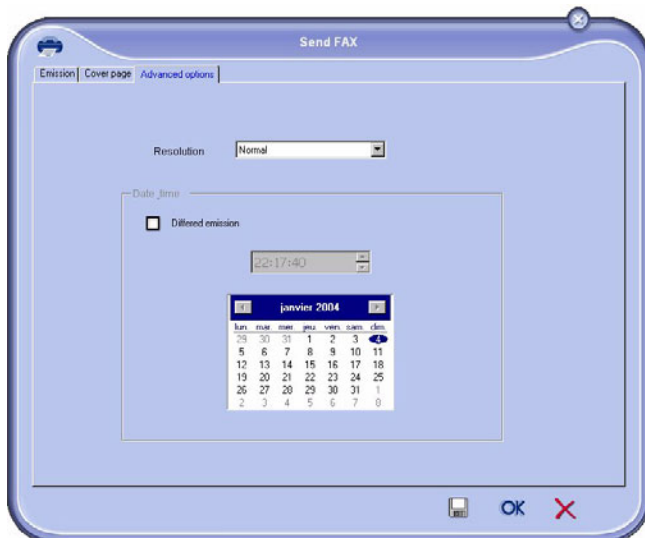 Send FAX
Emission Cover page Advanced options
Resolution Normal
Date_time
Differed emission
22:17:40
janvier 2004
lun. mar. mer. jeu. ven. sam. dim.
29 30 31 1 2 3 4
5 6 7 8 9 10 11
12 13 14 15 16 17 18
19 20 21 22 23 24 25
26 27 28 29 30 31 1
2 3 4 5 6 7 8
OK